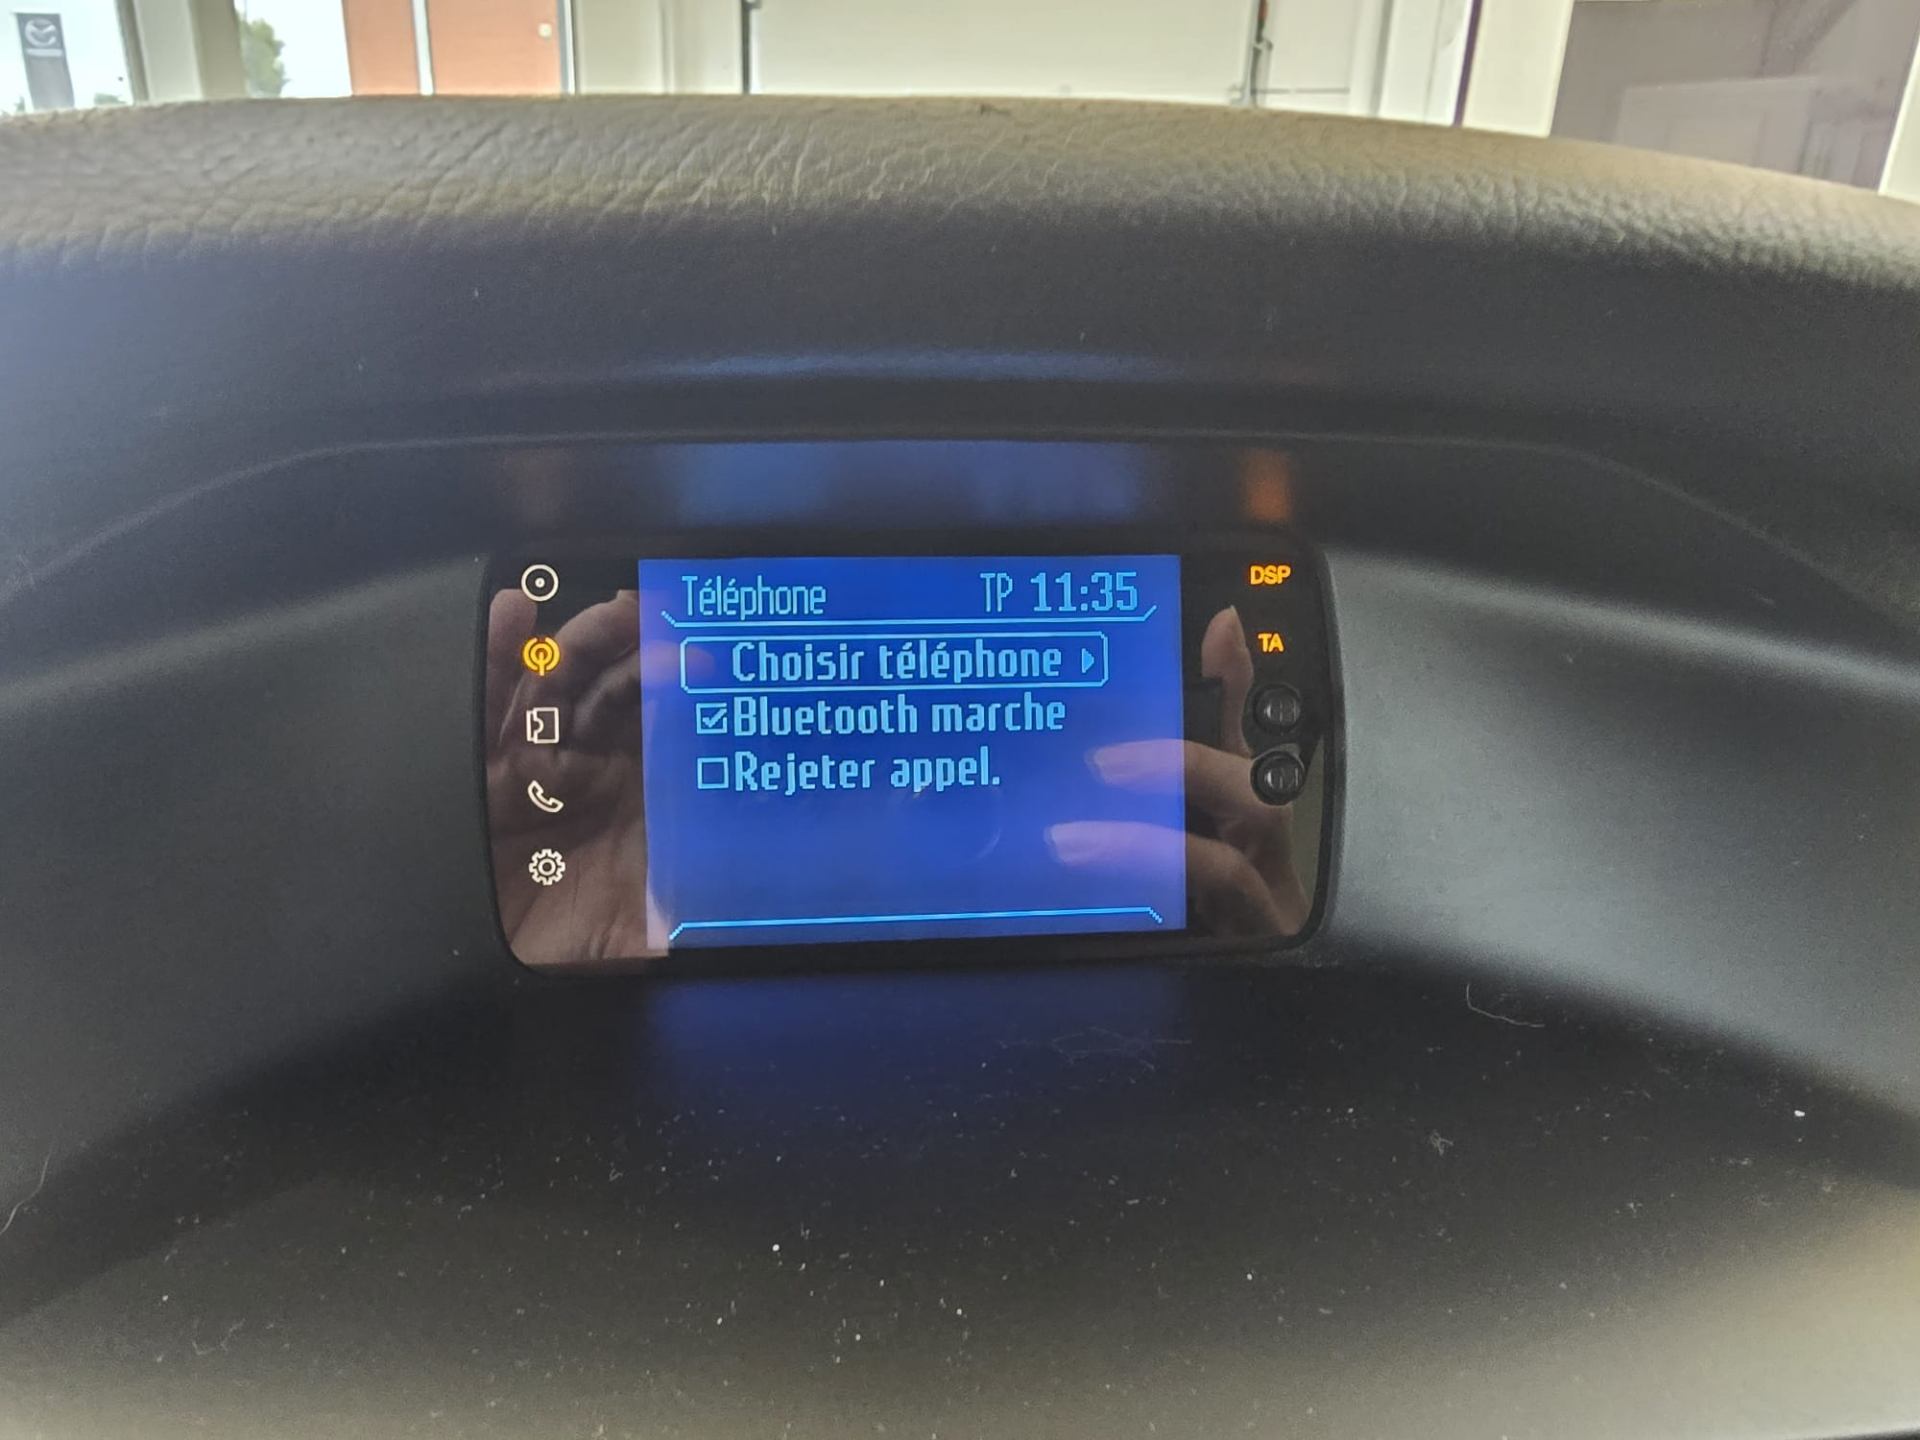 Téléphone TP 11:35
Choisir téléphone
Bluetooth marche
Rejeter appel.
DSP
TA